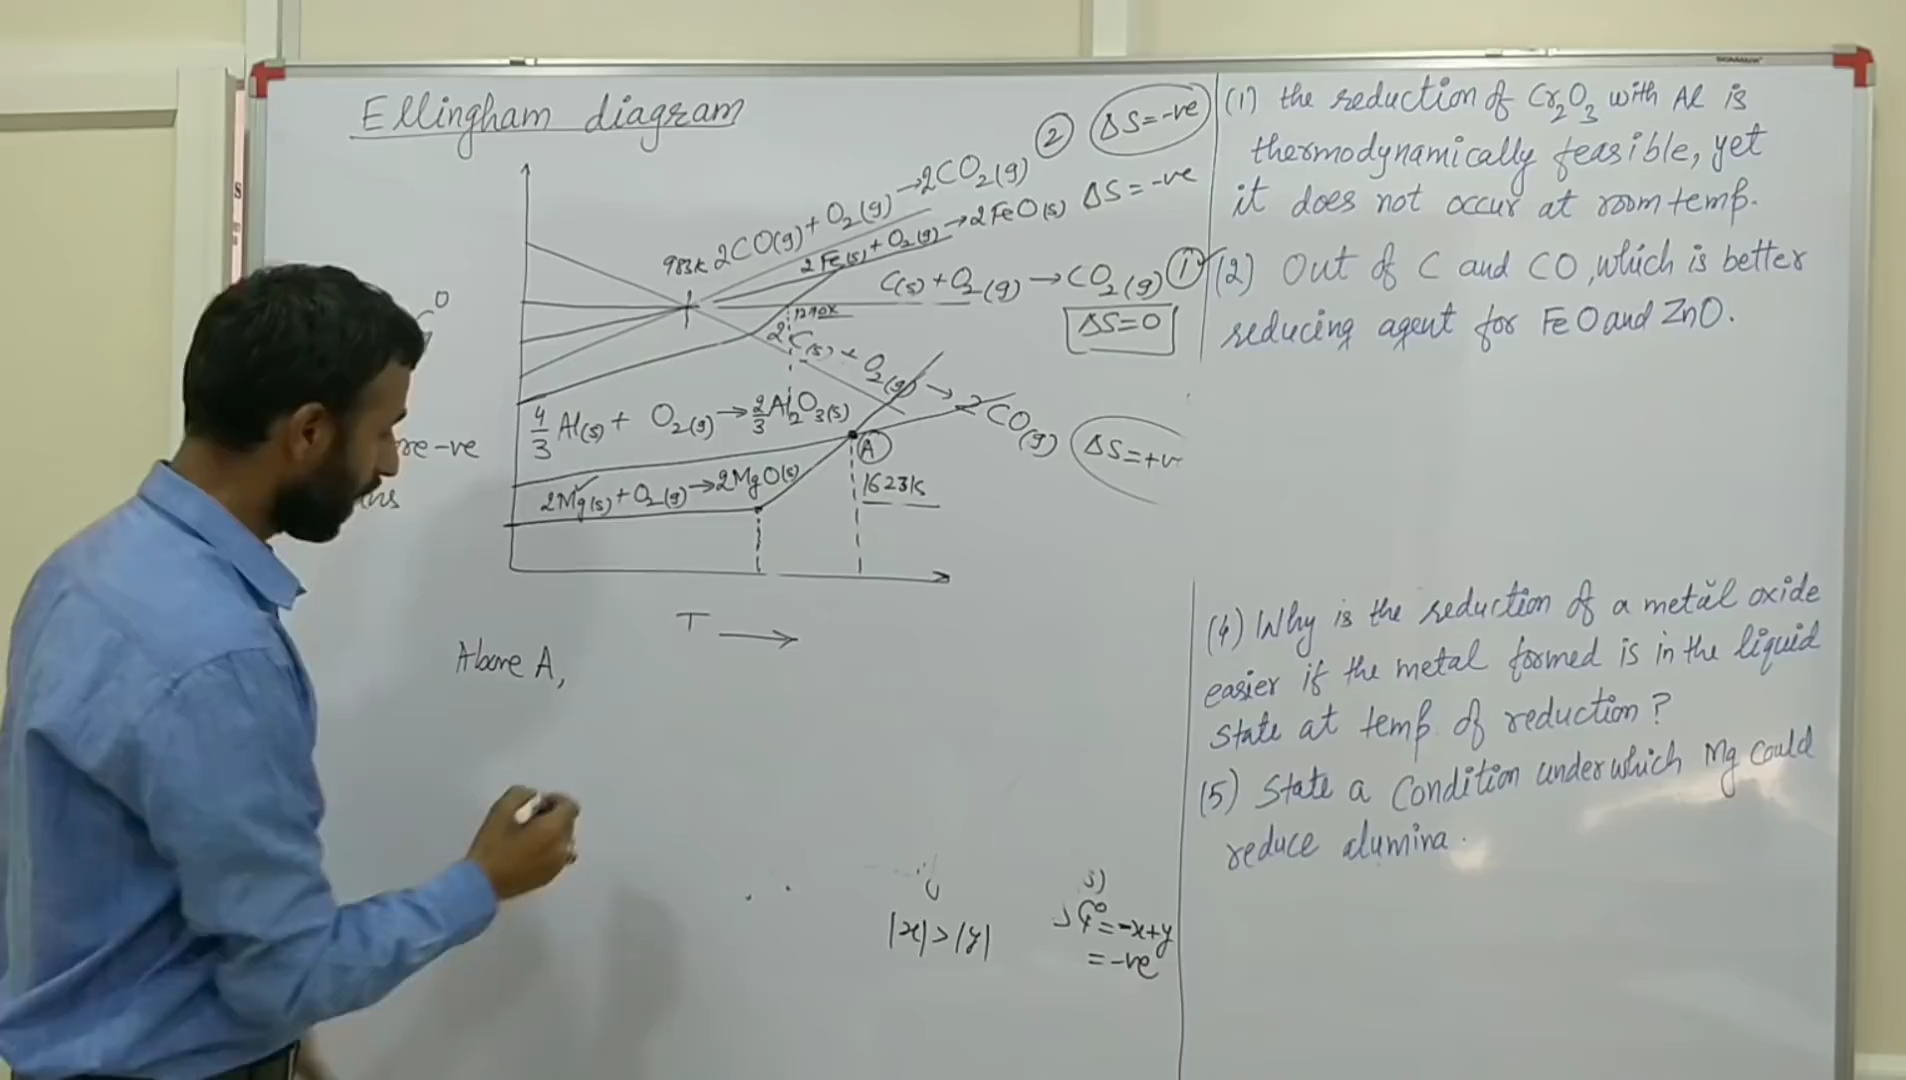 Ellingham diagram
983K 2CO(g) + O₂(g) → 2CO₂(g) ② ΔS = -ve
2Fe(s) + O₂(g) → 2FeO(s) ΔS = -ve
C(s) + O₂(g) → CO₂(g) ①
ΔS = 0
2C(s) + O₂(g) → 2CO(g) ΔS = +v
4/3 Al(s) + O₂(g) → 2/3 Al₂O₃(s)
A
2Mg(s) + O₂(g) → 2MgO(s)
1623K
T →
Above A,
re -ve
|x| > |y|
= -x+y
= -ve
(1) the reduction of Cr₂O₃ with Al is
thermodynamically feasible, yet
it does not occur at room temp.
(2) Out of C and CO, which is better
reducing agent for FeO and ZnO.
(4) Why is the reduction of a metal oxide
easier if the metal formed is in the liquid
state at temp. of reduction?
(5) State a Condition under which Mg Could
reduce alumina.